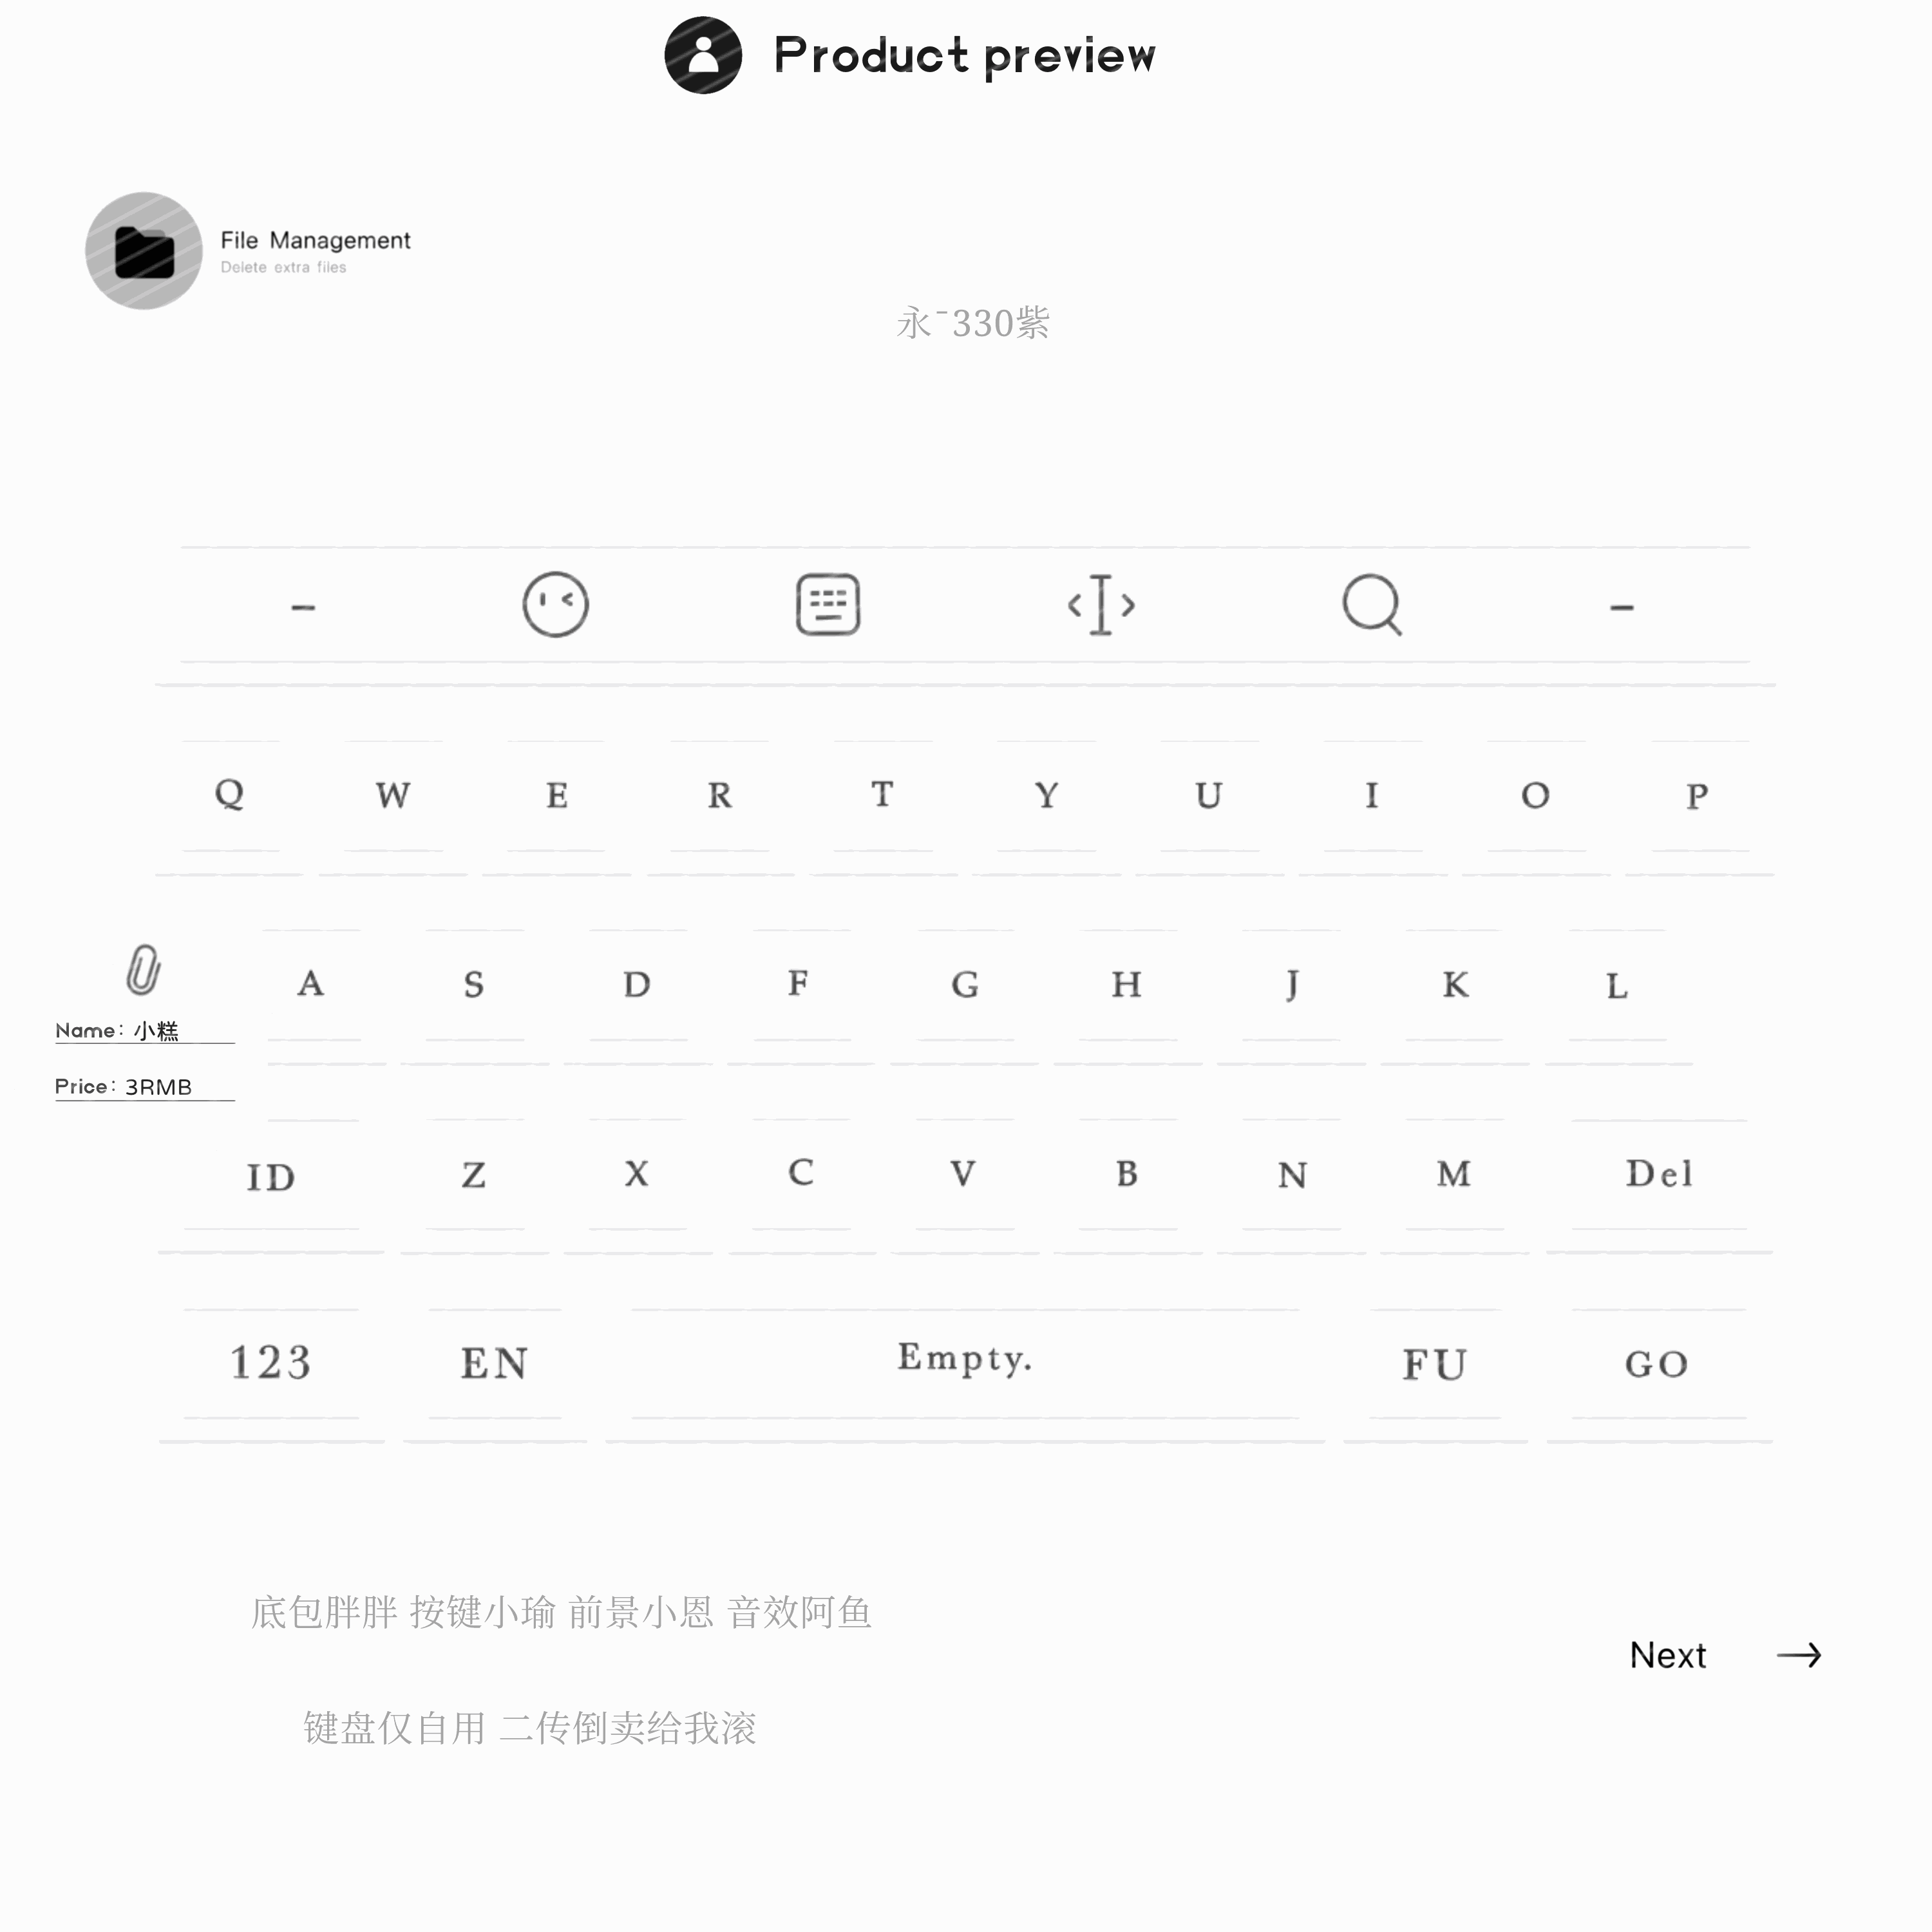 Product preview
File Management
Delete extra files
永¯330紫
Q W E R T Y U I O P
A S D F G H J K L
Name: 小糕
Price: 3RMB
ID Z X C V B N M Del
123 EN Empty. FU GO
底包胖胖 按键小瑜 前景小恩 音效阿鱼
Next
键盘仅自用 二传倒卖给我滚